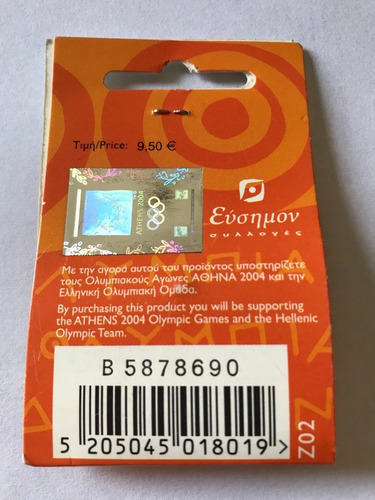 Τιμή/Price: 9,50 €
ATHENS 2004
Εύσημον
συλλογές
Με την αγορά αυτού του προϊόντος υποστηρίζετε
τους Ολυμπιακούς Αγώνες ΑΘΗΝΑ 2004 και την
Ελληνική Ολυμπιακή Ομάδα.
By purchasing this product you will be supporting
the ATHENS 2004 Olympic Games and the Hellenic
Olympic Team.
B 5878690
5 205045 018019 >
Z02